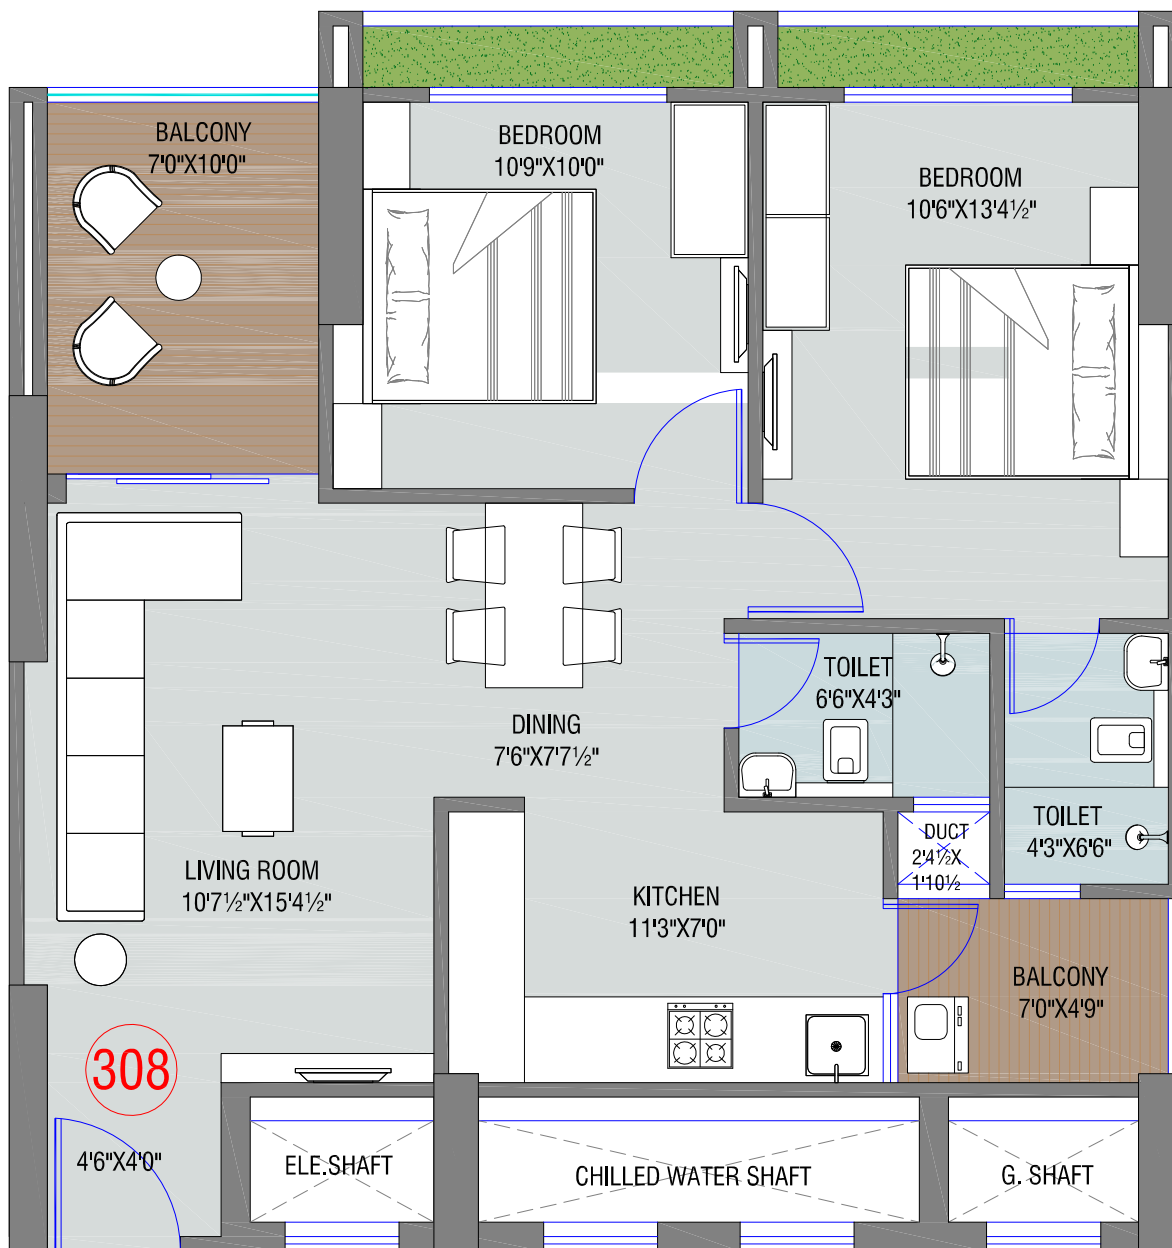 BALCONY
7'0"X10'0"
BEDROOM
10'9"X10'0"
BEDROOM
10'6"X13'4½"
TOILET
6'6"X4'3"
DINING
7'6"X7'7½"
TOILET
4'3"X6'6"
DUCT
2'4½X
1'10½
LIVING ROOM
10'7½"X15'4½"
KITCHEN
11'3"X7'0"
BALCONY
7'0"X4'9"
308
4'6"X4'0"
ELE.SHAFT
CHILLED WATER SHAFT
G. SHAFT